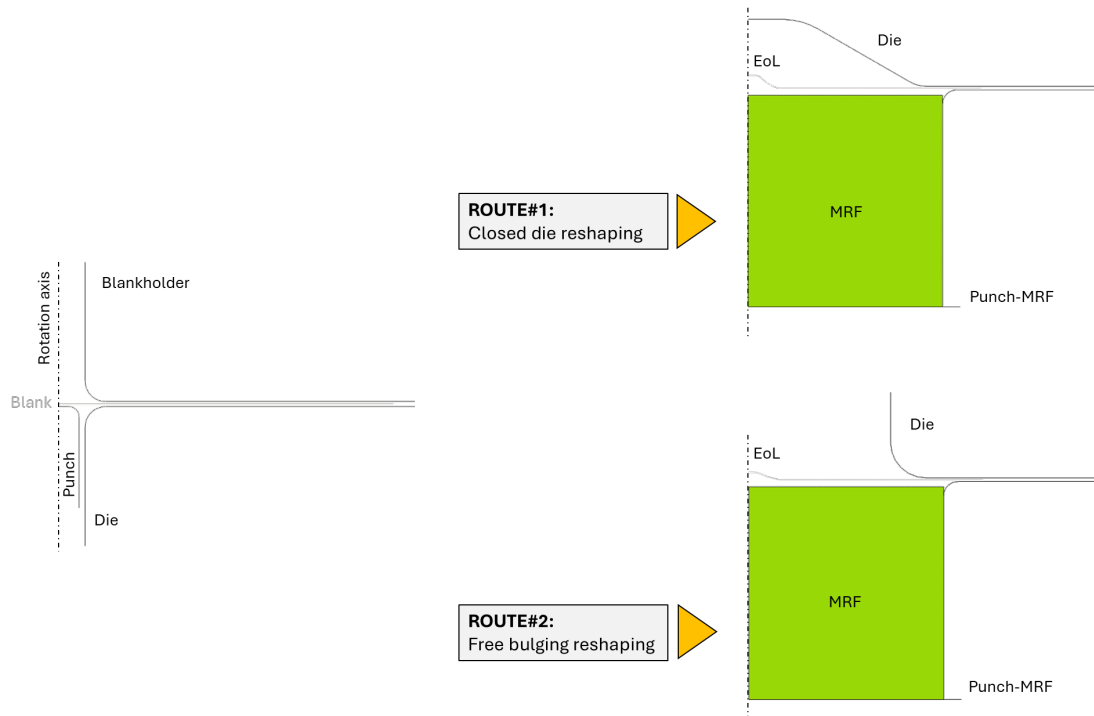 Rotation axis
Blankholder
Blank
Punch
Die
ROUTE#1:
Closed die reshaping
Die
EoL
MRF
Punch-MRF
ROUTE#2:
Free bulging reshaping
Die
EoL
MRF
Punch-MRF